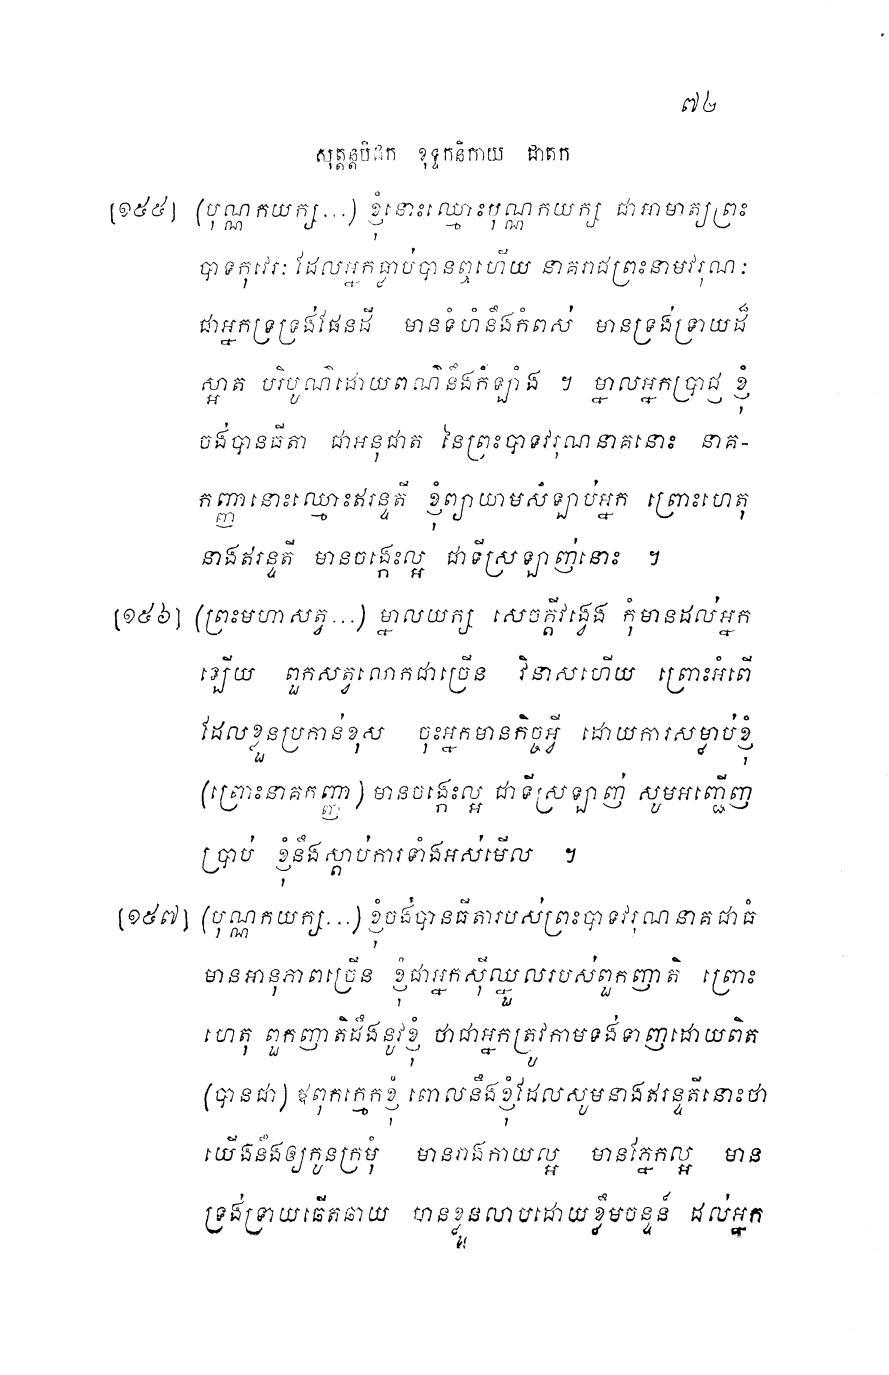 ៧៤
សុត្តន្តបិដក ខុទ្ទកនិកាយ ជាតក
[១៥៥] (បុណ្ណកយក្ស...) ខ្ញុំនោះឈ្មោះបុណ្ណកយក្ស ជាអាមាត្យព្រះ
បាទកុវេរៈ ដែលអ្នកធ្លាប់បានឮហើយ នាគរាជព្រះនាមវរុណៈ
ជាអ្នកទ្រទ្រង់ផែនដី មានទំហំនឹងកំពស់ មានទ្រង់ទ្រាយដ៏
ស្អាត បរិបូណ៌ដោយពណ៌នឹងកំឡាំង ។ ម្នាលអ្នកប្រាជ្ញ ខ្ញុំ
ចង់បានធីតា ជាអនុជាត នៃព្រះបាទវរុណនាគនោះ នាគ-
កញ្ញានោះឈ្មោះឥរន្ទតី ខ្ញុំព្យាយាមសំឡាប់អ្នក ព្រោះហេតុ
នាងឥរន្ទតី មានចង្កេះល្អ ជាទីស្រឡាញ់នោះ ។
[១៥៦] (ព្រះមហាសត្វ...) ម្នាលយក្ស សេចក្តីវង្វេង កុំមានដល់អ្នក
ឡើយ ពួកសត្វលោកជាច្រើន វិនាសហើយ ព្រោះអំពើ
ដែលខ្លួនប្រកាន់ខុស ចុះអ្នកមានកិច្ចអ្វី ដោយការសម្លាប់ខ្ញុំ
(ព្រោះនាគកញ្ញា) មានចង្កេះល្អ ជាទីស្រឡាញ់ សូមអញ្ជើញ
ប្រាប់ ខ្ញុំនឹងស្តាប់ការទាំងអស់មើល ។
[១៥៧] (បុណ្ណកយក្ស...) ខ្ញុំចង់បានធីតារបស់ព្រះបាទវរុណនាគជាធំ
មានអានុភាពច្រើន ខ្ញុំជាអ្នកស៊ីឈ្នួលរបស់ពួកញាតិ ព្រោះ
ហេតុ ពួកញាតិដឹងនូវខ្ញុំ ថាជាអ្នកត្រូវកាមទង់ទាញដោយពិត
(បានជា) ឪពុកក្មេកខ្ញុំ ពោលនឹងខ្ញុំដែលសូមនាងឥរន្ទតីនោះថា
យើងនឹងឲ្យកូនក្រមុំ មានរាងកាយល្អ មានភ្នែកល្អ មាន
ទ្រង់ទ្រាយឆើតឆាយ មានខ្លួនលាបដោយខ្លឹមចន្ទន៍ ដល់អ្នក